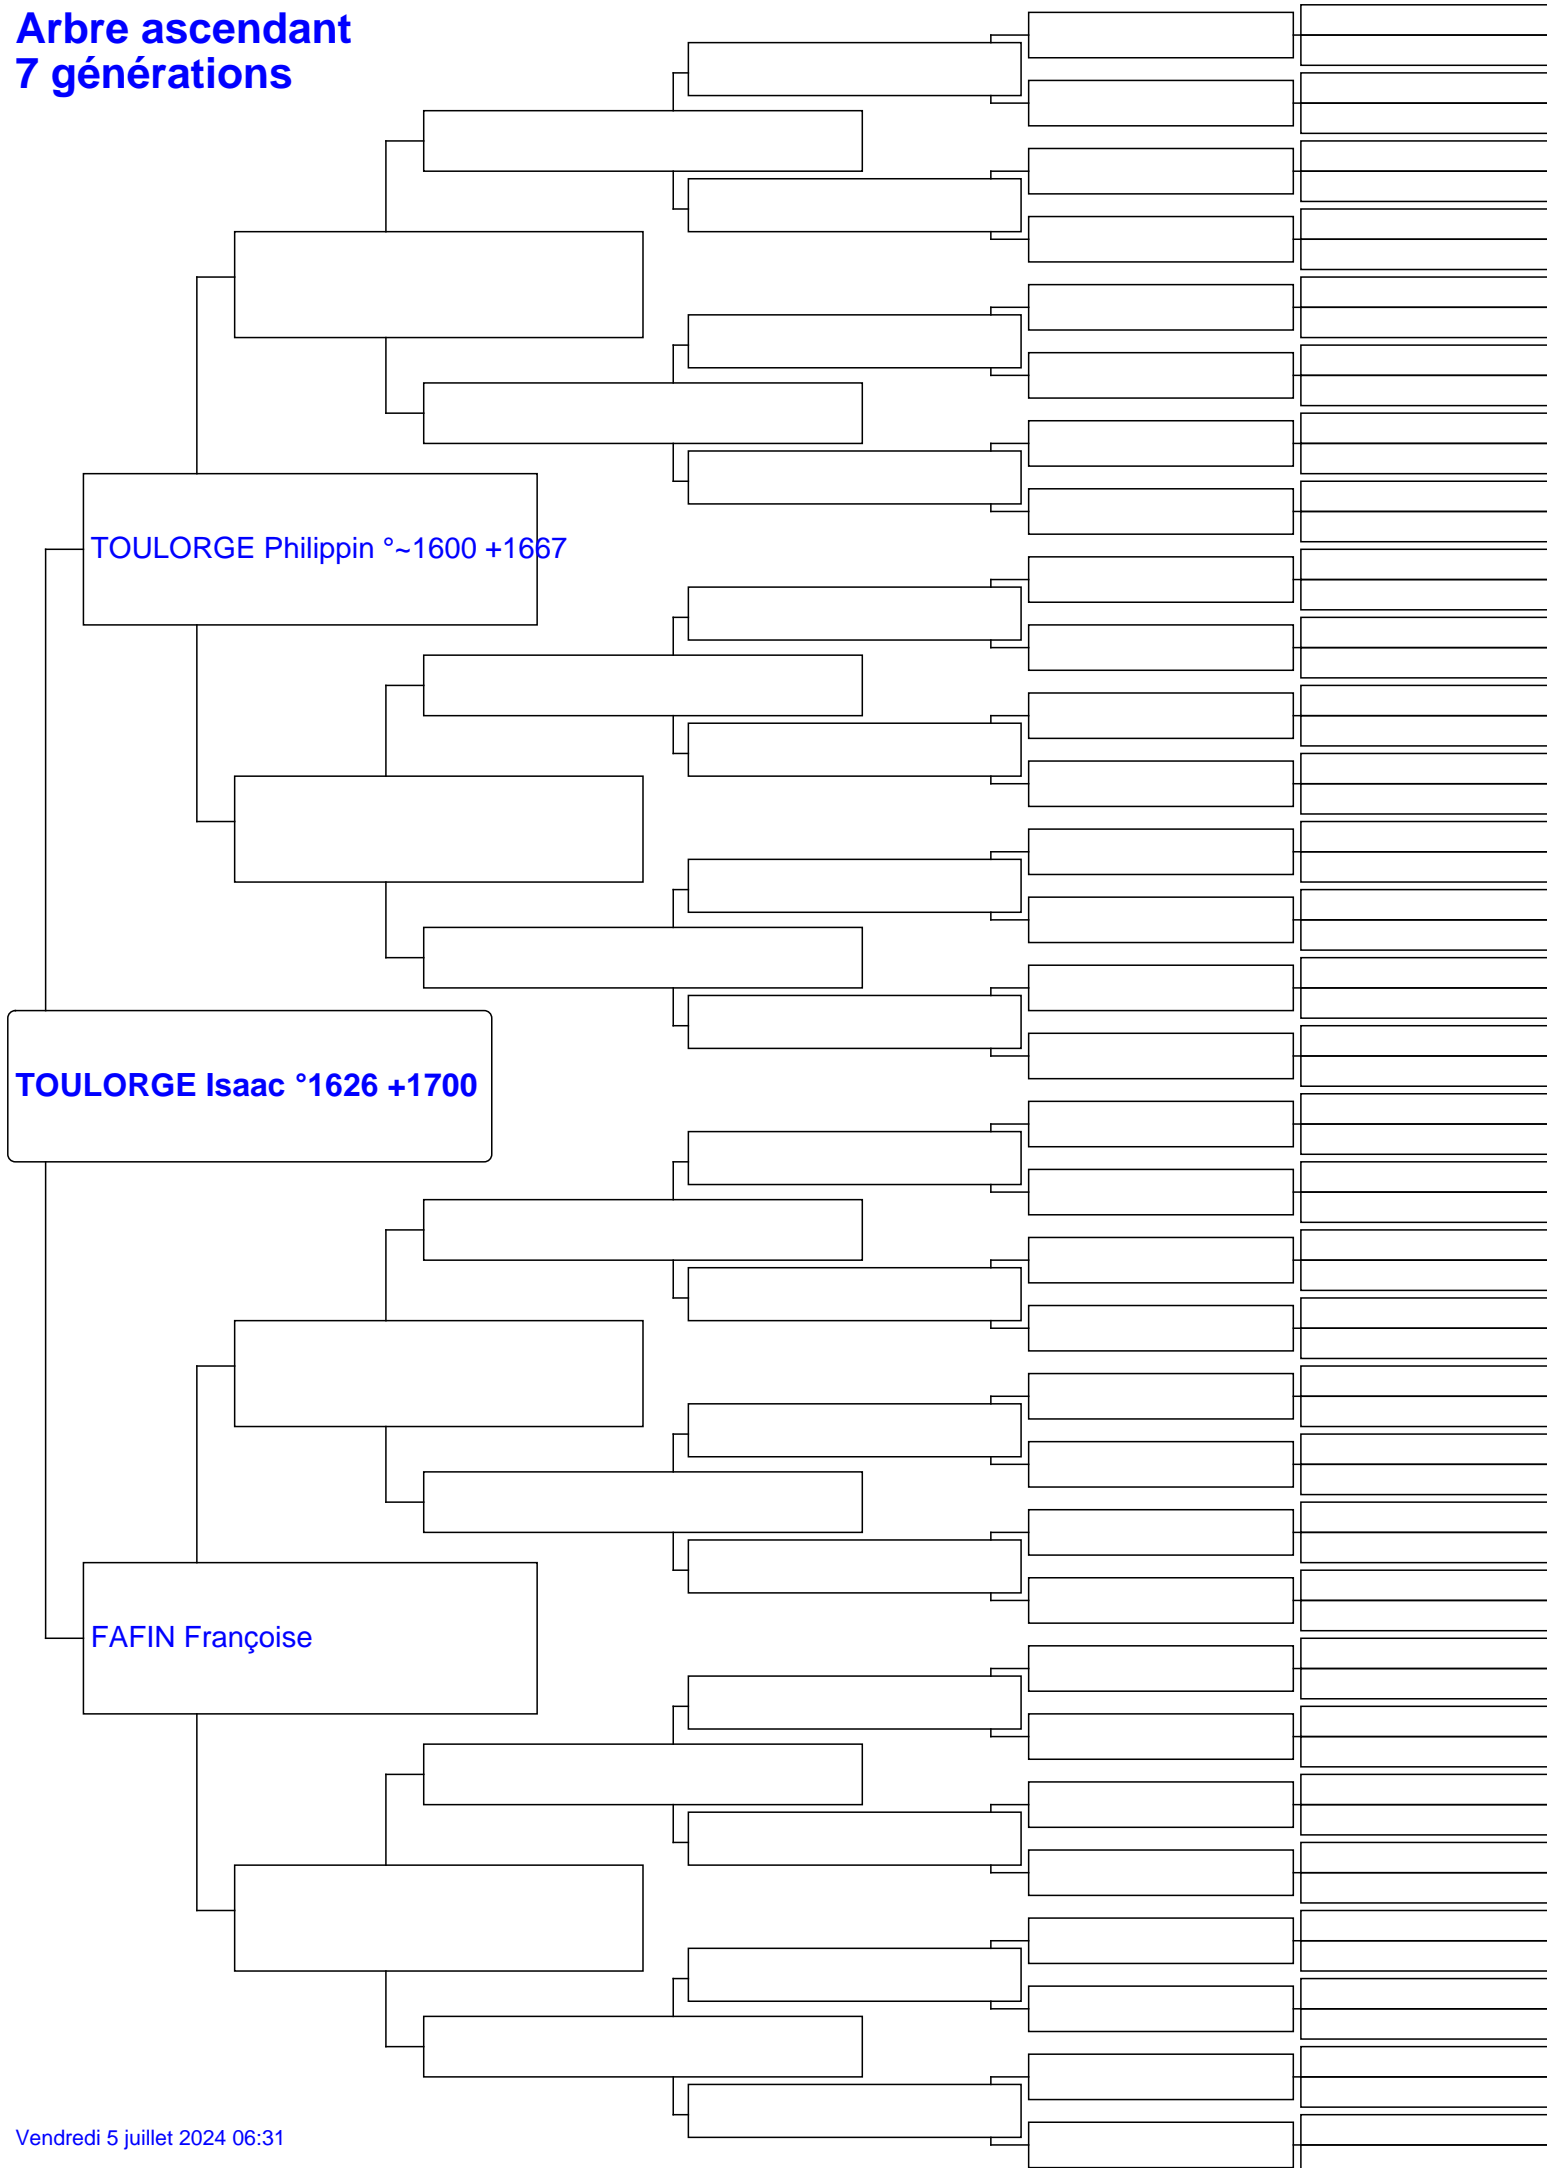 Arbre ascendant
7 générations
TOULORGE Philippin °~1600 +1667
TOULORGE Isaac °1626 +1700
FAFIN Françoise
Vendredi 5 juillet 2024 06:31